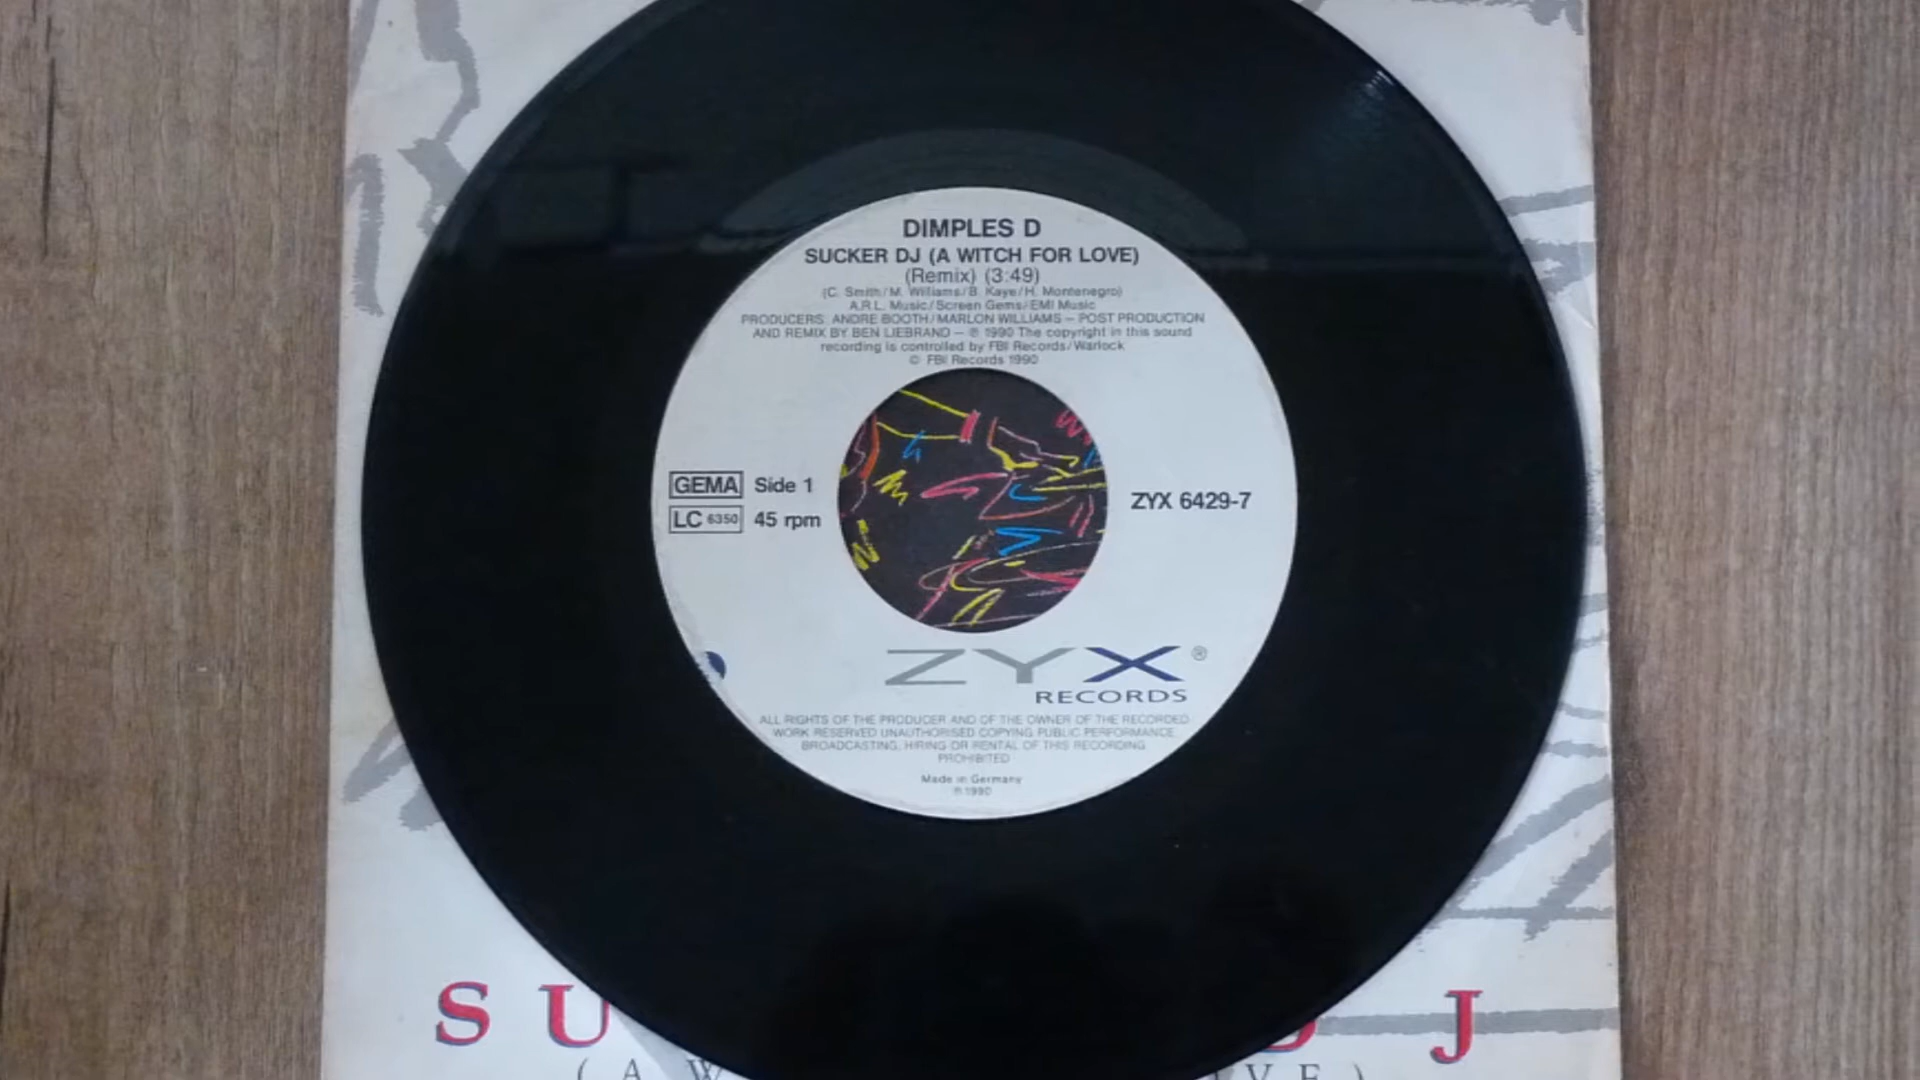 DIMPLES D
SUCKER DJ (A WITCH FOR LOVE)
(Remix) (3:49)
(C. Smith/M. Williams/B. Kaye/H. Montenegro)
A.R.L. Music/Screen Gems/EMI Music
PRODUCERS: ANDRE BOOTH/MARLON WILLIAMS — POST PRODUCTION
AND REMIX BY BEN LIEBRAND — ℗ 1990 The copyright in this sound
recording is controlled by FBI Records/Warlock
© FBI Records 1990
GEMA Side 1
LC 6350 45 rpm
ZYX 6429-7
ZYX ®
RECORDS
ALL RIGHTS OF THE PRODUCER AND OF THE OWNER OF THE RECORDED
WORK RESERVED UNAUTHORISED COPYING PUBLIC PERFORMANCE,
BROADCASTING, HIRING OR RENTAL OF THIS RECORDING
PROHIBITED
Made in Germany
℗ 1990
SU J
( A W VE )